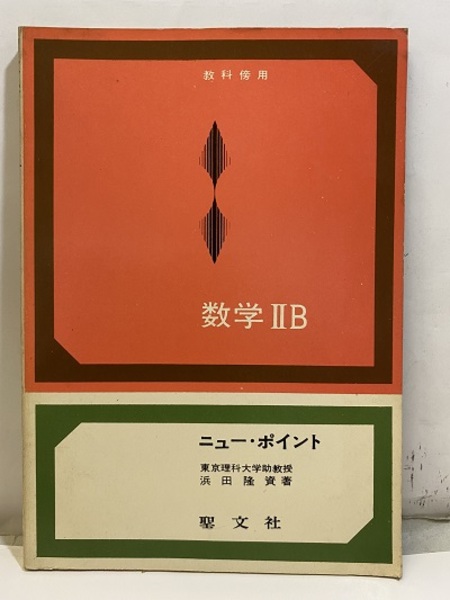 教科傍用
数学ⅡB
ニュー・ポイント
東京理科大学助教授
浜田隆資著
聖文社